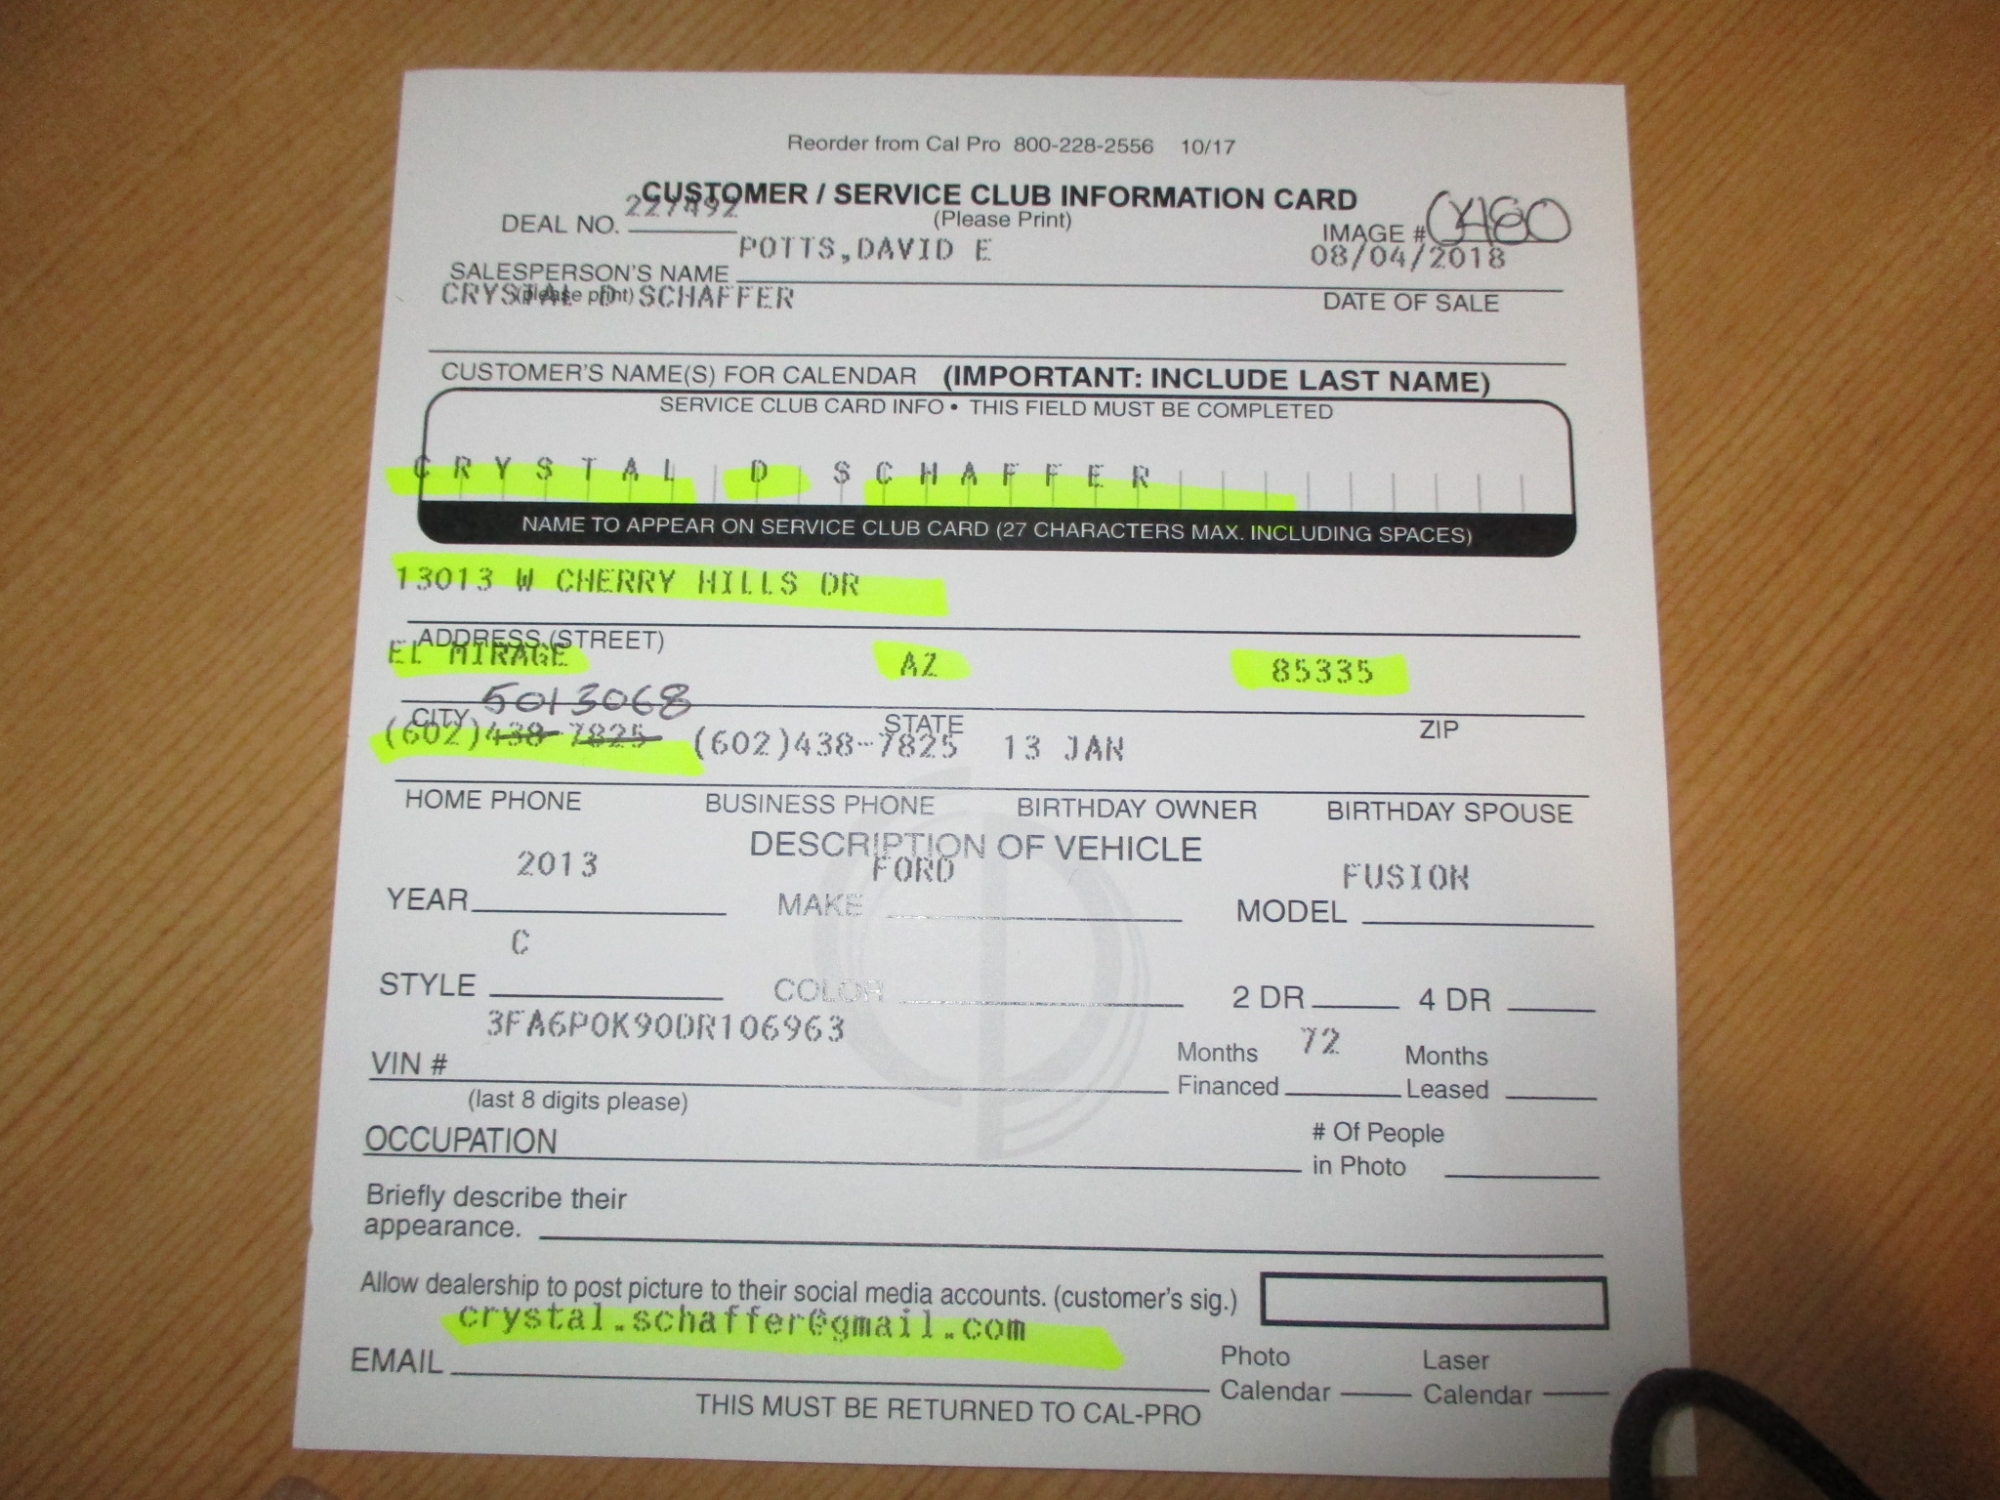 Reorder from Cal Pro 800-228-2556 10/17
CUSTOMER / SERVICE CLUB INFORMATION CARD
(Please Print)
DEAL NO. 227492
IMAGE #
POTTS,DAVID E
08/04/2018
SALESPERSON'S NAME
(please print)
DATE OF SALE
CRYSTAL D SCHAFFER
CUSTOMER'S NAME(S) FOR CALENDAR (IMPORTANT: INCLUDE LAST NAME)
SERVICE CLUB CARD INFO • THIS FIELD MUST BE COMPLETED
CRYSTAL D SCHAFFER
NAME TO APPEAR ON SERVICE CLUB CARD (27 CHARACTERS MAX. INCLUDING SPACES)
13013 W CHERRY HILLS DR
ADDRESS (STREET)
EL MIRAGE AZ 85335
5013068
CITY STATE ZIP
(602)438-7825 (602)438-7825 13 JAN
HOME PHONE BUSINESS PHONE BIRTHDAY OWNER BIRTHDAY SPOUSE
DESCRIPTION OF VEHICLE
2013 FORD FUSION
YEAR MAKE MODEL
C
STYLE COLOR 2 DR 4 DR
3FA6P0K90DR106963
VIN # Months Financed 72 Months Leased
(last 8 digits please)
OCCUPATION # Of People in Photo
Briefly describe their
appearance.
Allow dealership to post picture to their social media accounts. (customer's sig.)
crystal.schaffer@gmail.com
EMAIL Photo Calendar Laser Calendar
THIS MUST BE RETURNED TO CAL-PRO